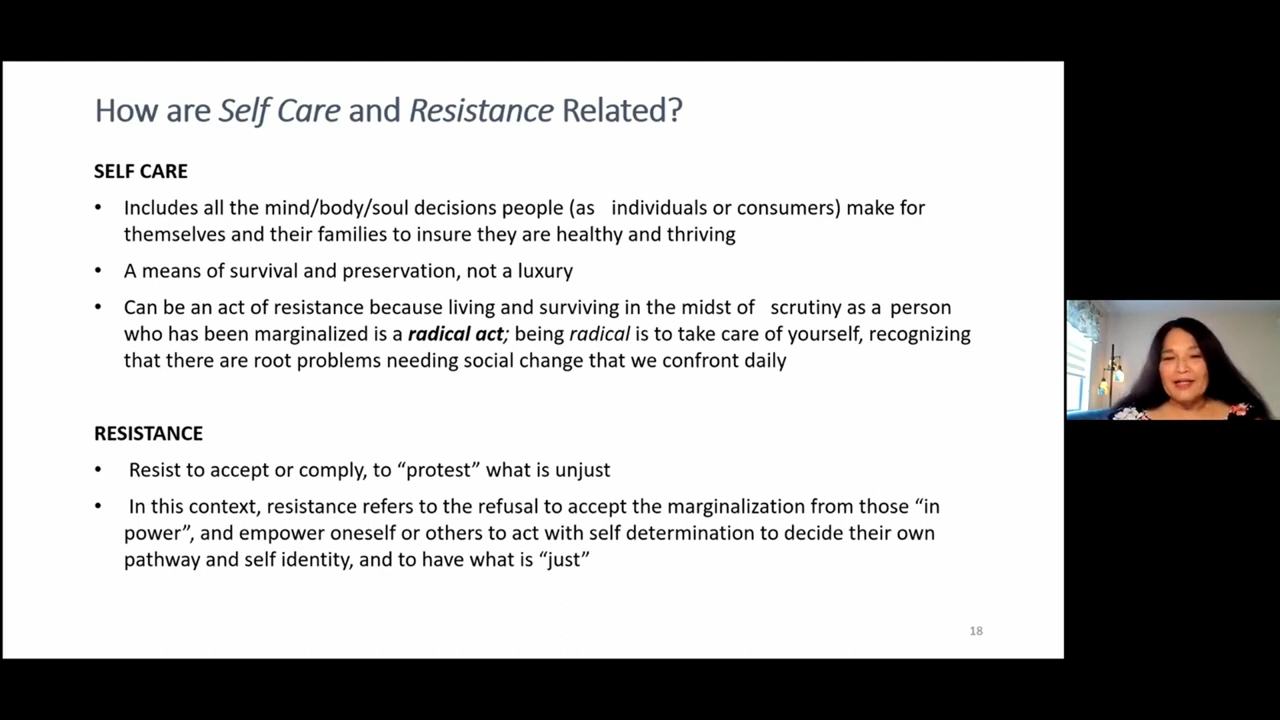 How are Self Care and Resistance Related?
SELF CARE
• Includes all the mind/body/soul decisions people (as individuals or consumers) make for
themselves and their families to insure they are healthy and thriving
• A means of survival and preservation, not a luxury
• Can be an act of resistance because living and surviving in the midst of scrutiny as a person
who has been marginalized is a radical act; being radical is to take care of yourself, recognizing
that there are root problems needing social change that we confront daily
RESISTANCE
• Resist to accept or comply, to “protest” what is unjust
• In this context, resistance refers to the refusal to accept the marginalization from those “in
power”, and empower oneself or others to act with self determination to decide their own
pathway and self identity, and to have what is “just”
18